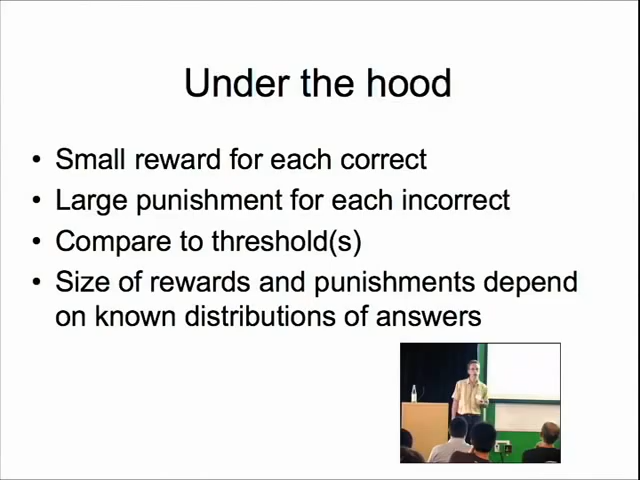 Under the hood
• Small reward for each correct
• Large punishment for each incorrect
• Compare to threshold(s)
• Size of rewards and punishments depend
on known distributions of answers